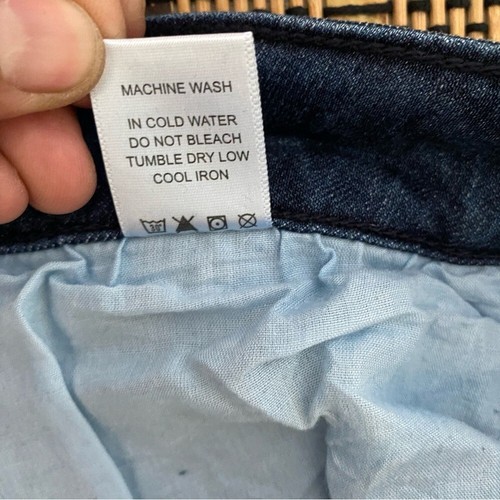 MACHINE WASH
IN COLD WATER
DO NOT BLEACH
TUMBLE DRY LOW
COOL IRON